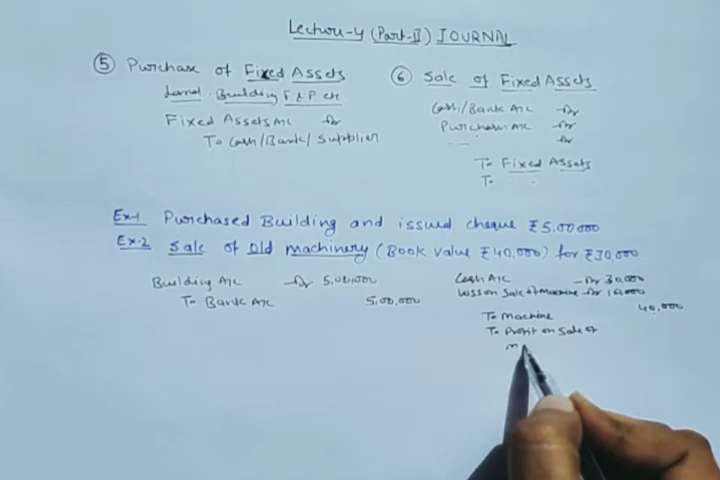 Lecture-4 (Part-II) JOURNAL
⑤ Purchase of Fixed Assets
Land, Building F & F etc
Fixed Assets A/c Dr
To Cash/Bank/Supplier
⑥ Sale of Fixed Assets
Cash/Bank A/c Dr
Purchaser A/c Dr
Dr
To Fixed Assets
To
Ex-1 Purchased Building and issued cheque ₹5,00,000
Ex-2 Sale of Old machinery (Book value ₹40,000) for ₹30,000
Building A/c Dr 5,00,000
To Bank A/c 5,00,000
Cash A/c Dr 30,000
Loss on Sale of Machine Dr 10,000
To Machine 40,000
To Profit on Sale of
m